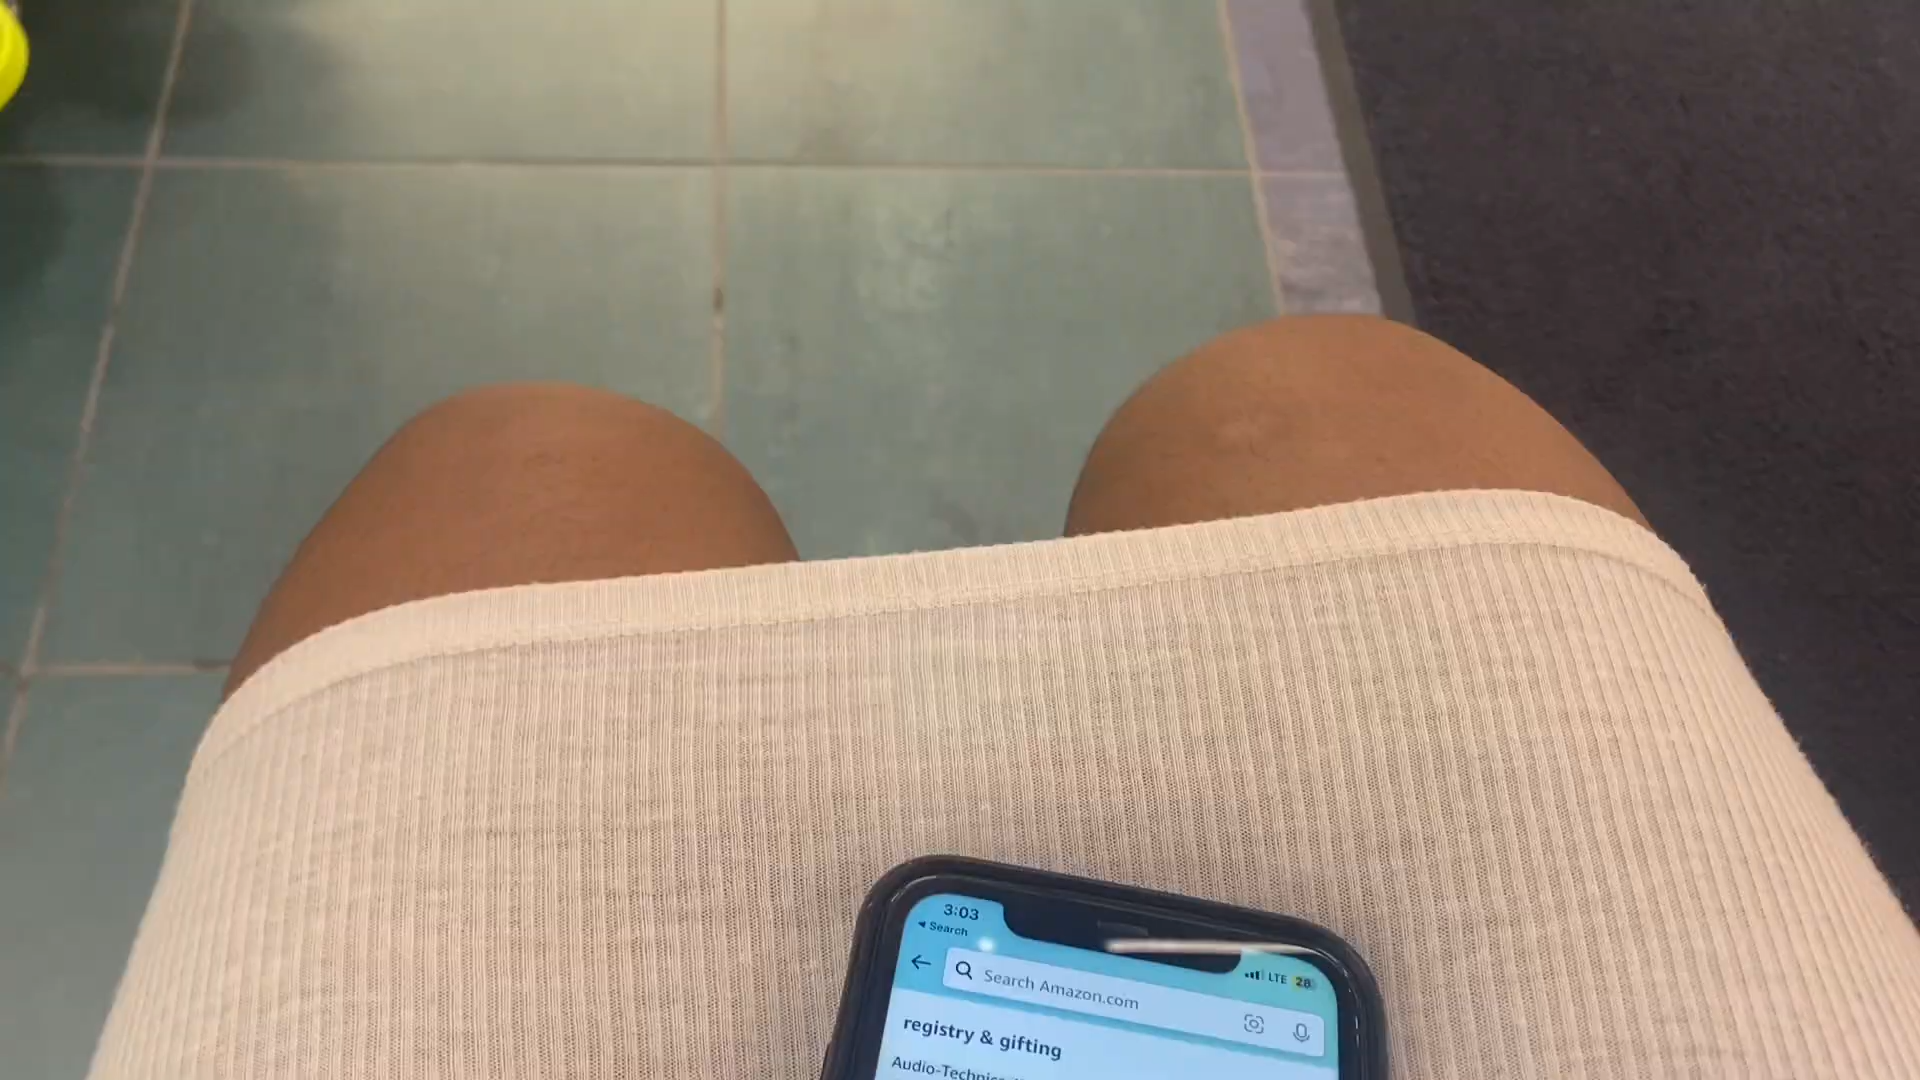 3:03
Search
LTE 28
Search Amazon.com
registry & gifting